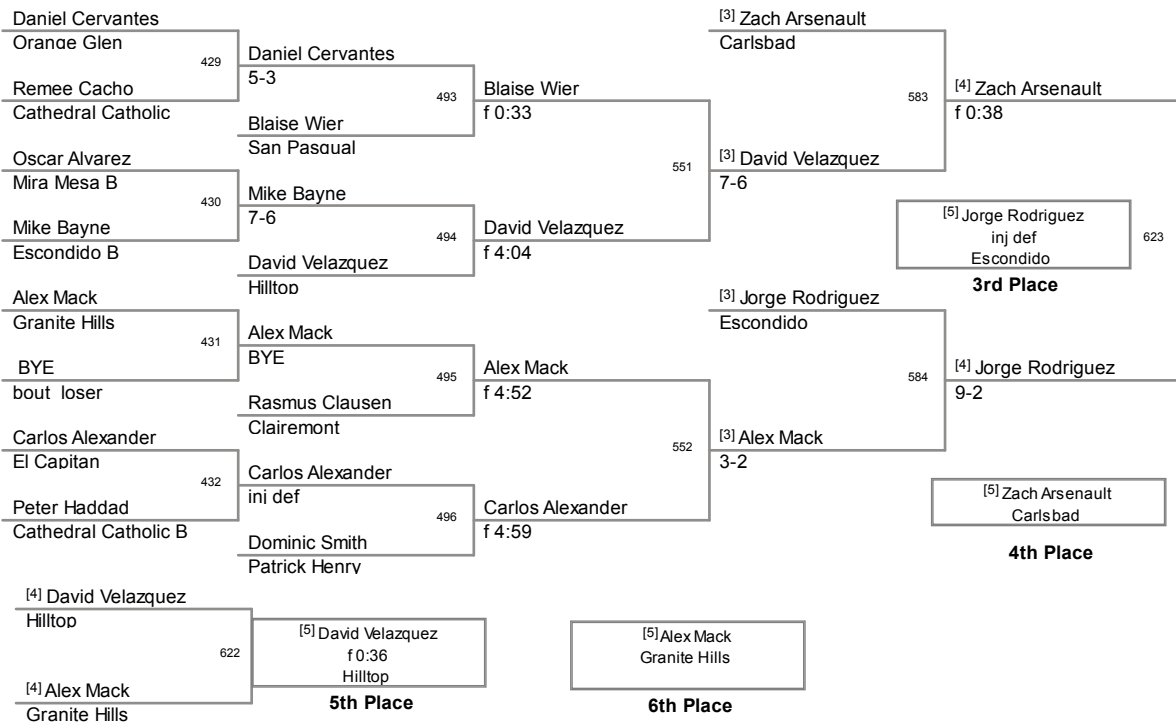 Daniel Cervantes
Orange Glen
429
Remee Cacho
Cathedral Catholic
Oscar Alvarez
Mira Mesa B
430
Mike Bayne
Escondido B
Alex Mack
Granite Hills
431
BYE
bout loser
Carlos Alexander
El Capitan
432
Peter Haddad
Cathedral Catholic B
Daniel Cervantes
5-3
493
Blaise Wier
San Pasqual
Mike Bayne
7-6
494
David Velazquez
Hilltop
Alex Mack
BYE
495
Rasmus Clausen
Clairemont
Carlos Alexander
inj def
496
Dominic Smith
Patrick Henry
Blaise Wier
f 0:33
551
David Velazquez
f 4:04
Alex Mack
f 4:52
552
Carlos Alexander
f 4:59
[3] Zach Arsenault
Carlsbad
583
[3] David Velazquez
7-6
[3] Jorge Rodriguez
Escondido
584
[3] Alex Mack
3-2
[4] Zach Arsenault
f 0:38
[5] Jorge Rodriguez
inj def
Escondido
623
3rd Place
[4] Jorge Rodriguez
9-2
[5] Zach Arsenault
Carlsbad
4th Place
[4] David Velazquez
Hilltop
622
[4] Alex Mack
Granite Hills
[5] David Velazquez
f 0:36
Hilltop
5th Place
[5] Alex Mack
Granite Hills
6th Place